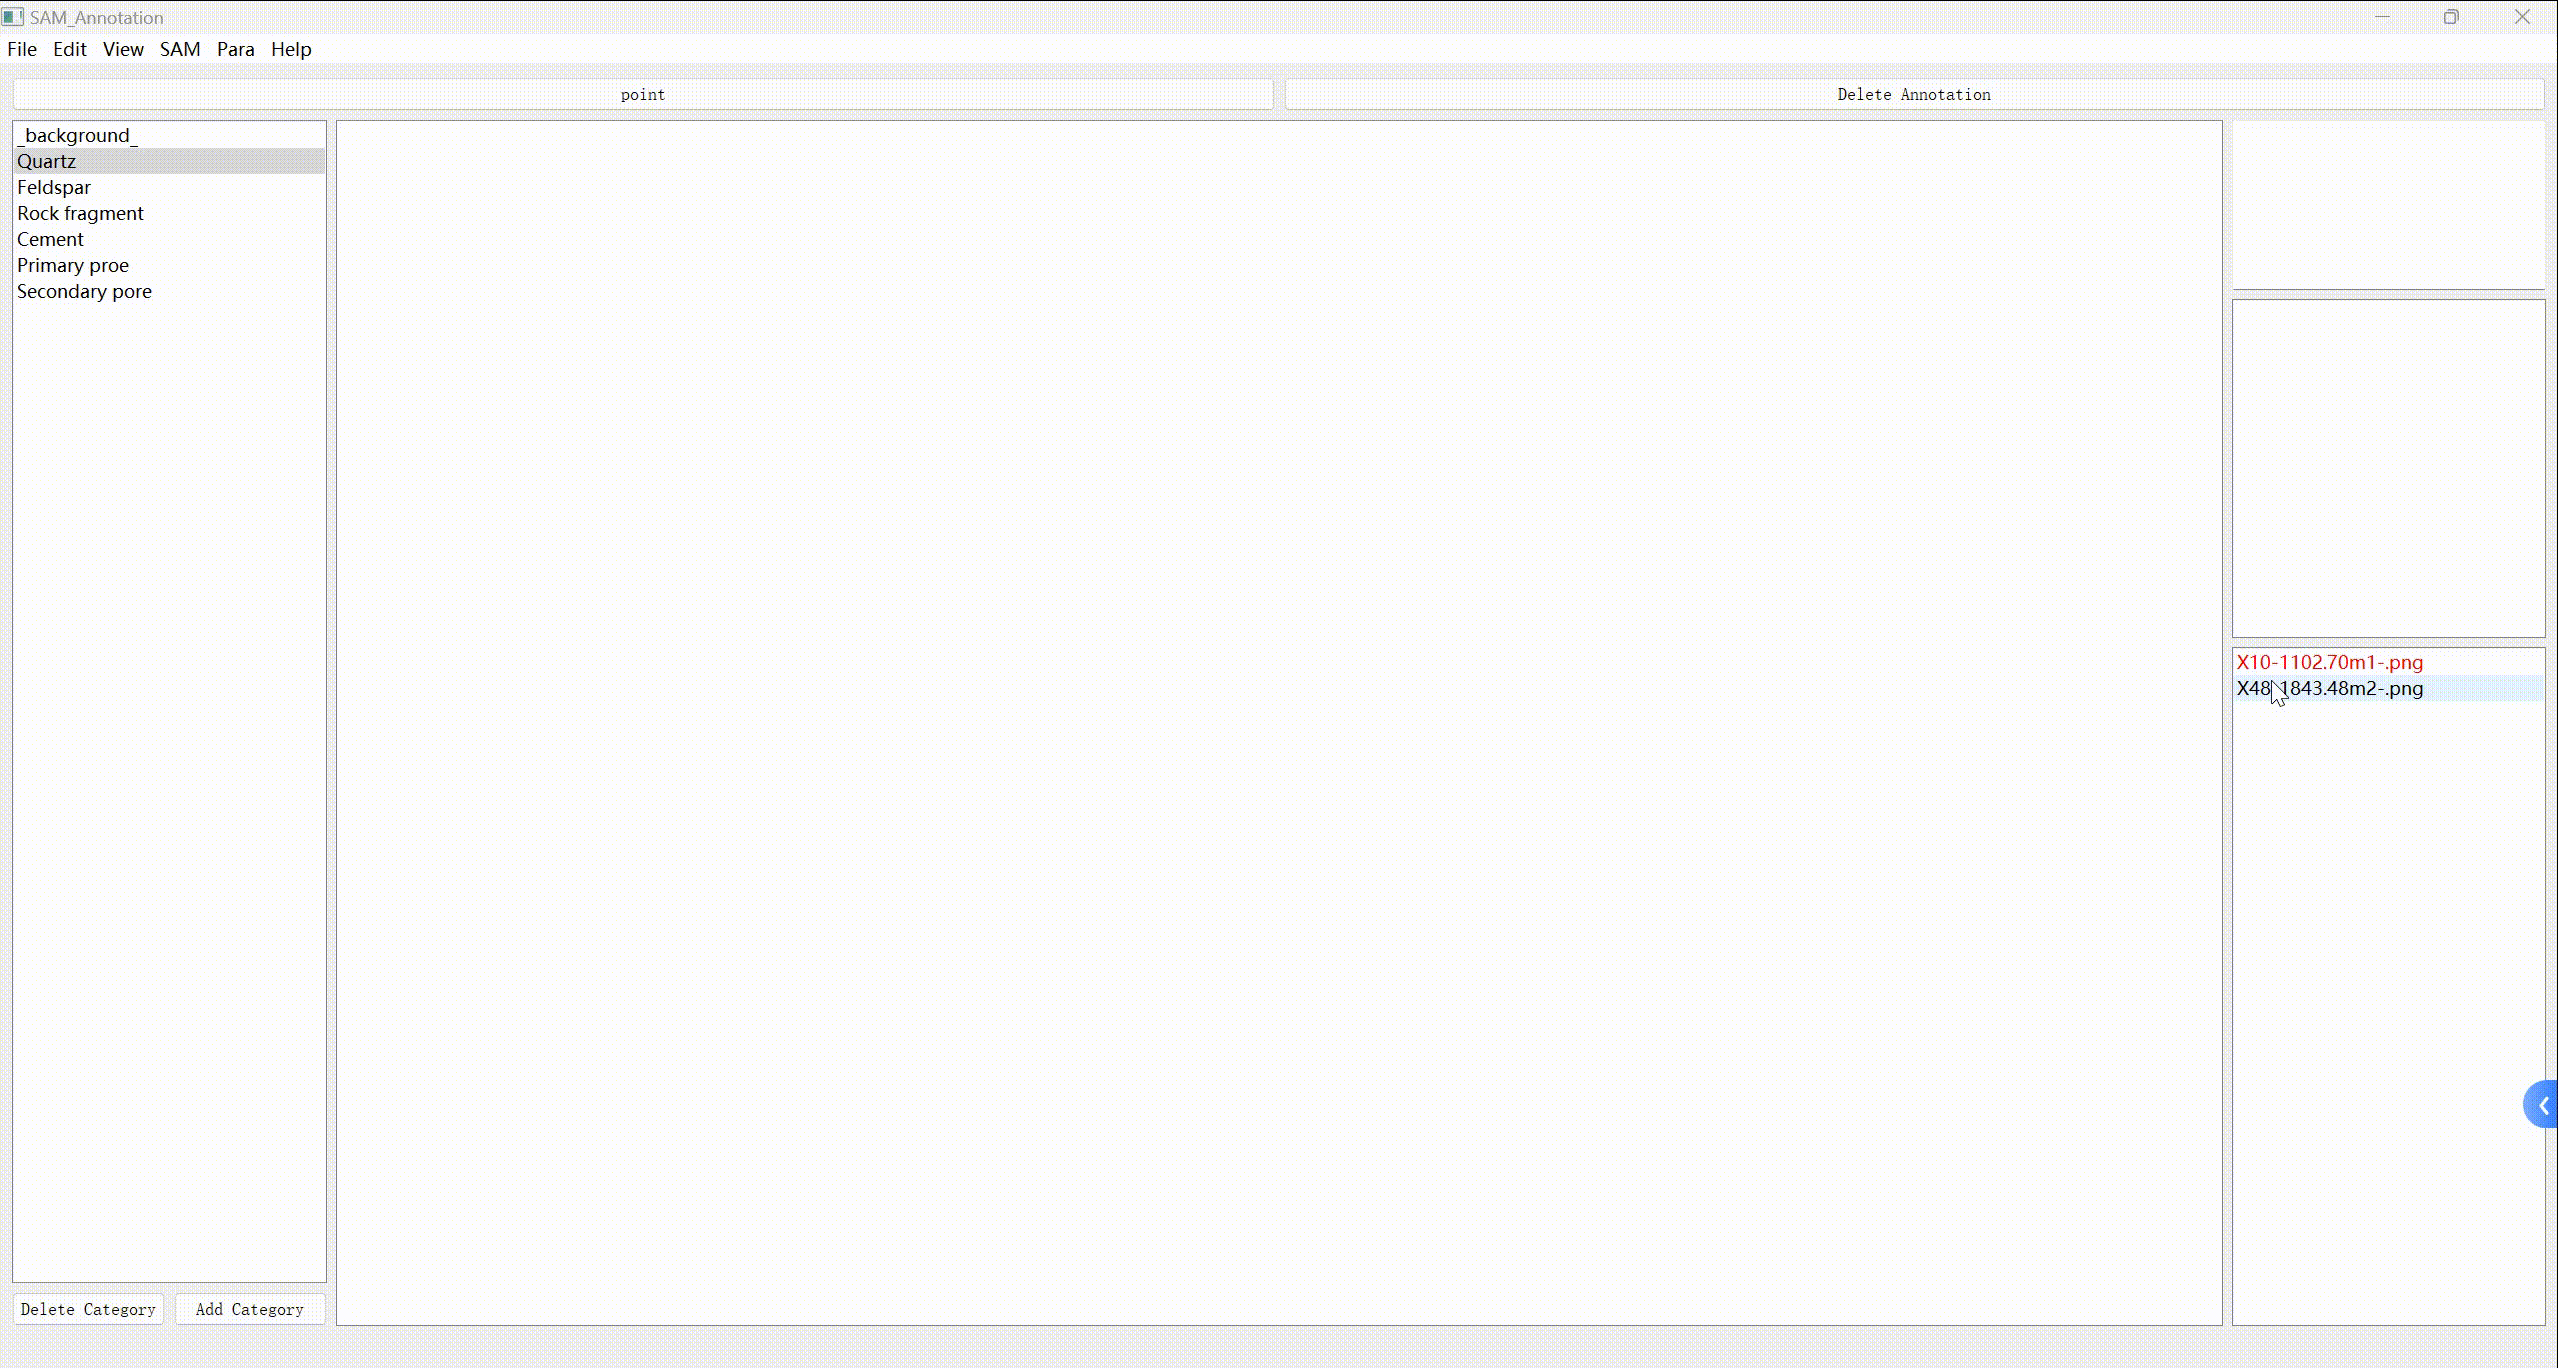 SAM_Annotation
File Edit View SAM Para Help
point
Delete Annotation
_background_
Quartz
Feldspar
Rock fragment
Cement
Primary proe
Secondary pore
X10-1102.70m1-.png
X48-1843.48m2-.png
Delete Category
Add Category